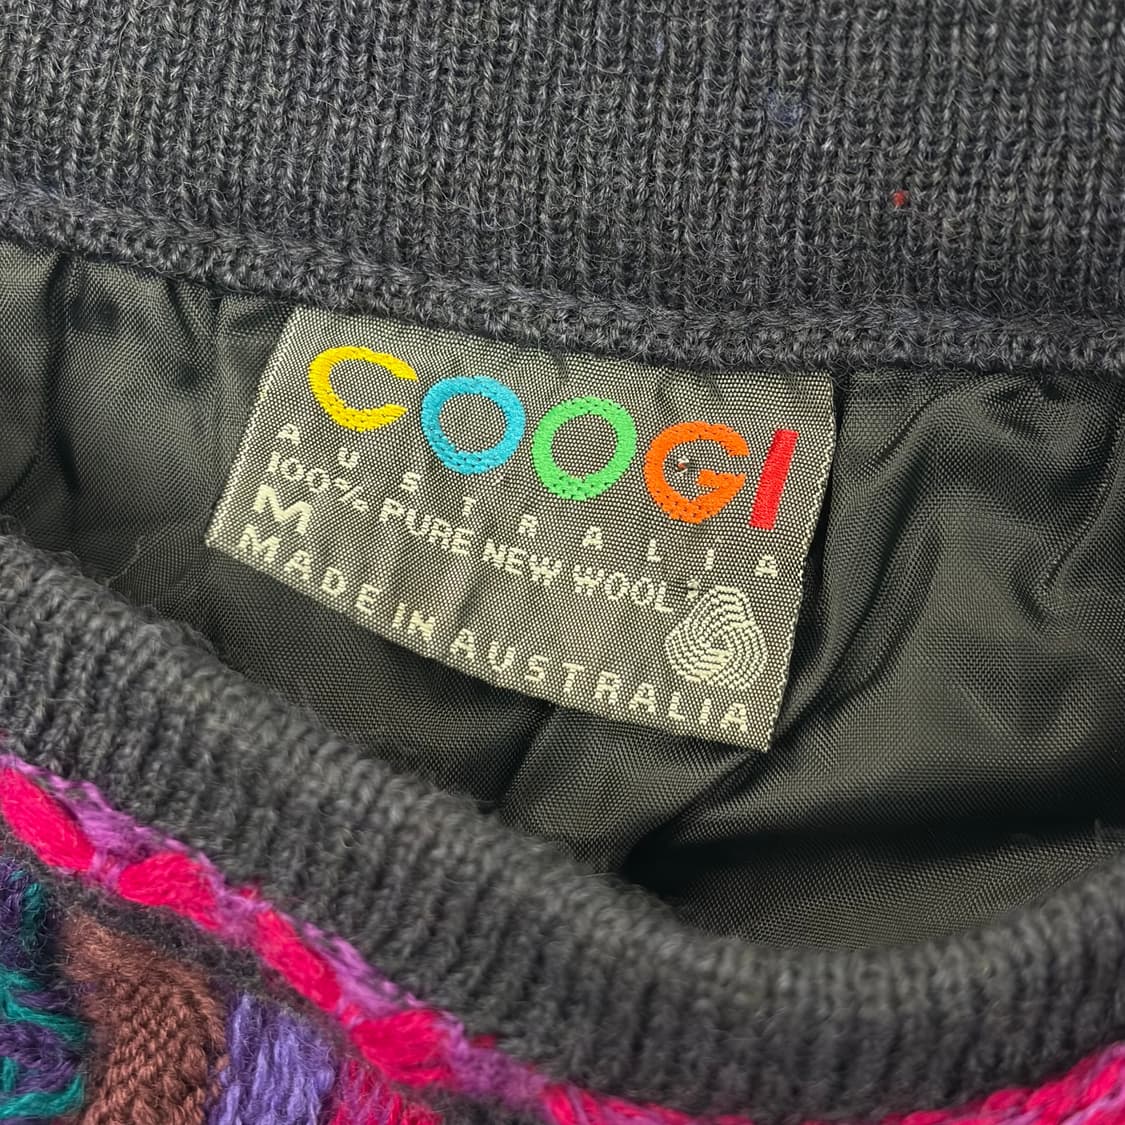 COOGI
AUSTRALIA
100% PURE NEW WOOL
M
MADE IN AUSTRALIA